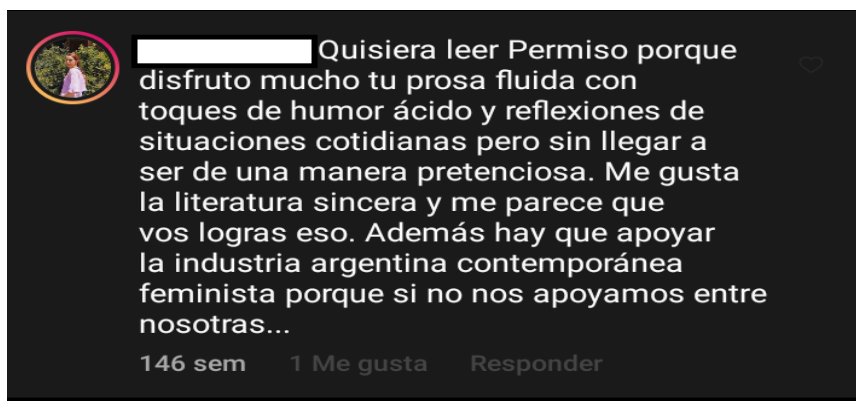 Quisiera leer Permiso porque
disfruto mucho tu prosa fluida con
toques de humor ácido y reflexiones de
situaciones cotidianas pero sin llegar a
ser de una manera pretenciosa. Me gusta
la literatura sincera y me parece que
vos logras eso. Además hay que apoyar
la industria argentina contemporánea
feminista porque si no nos apoyamos entre
nosotras...
146 sem 1 Me gusta Responder